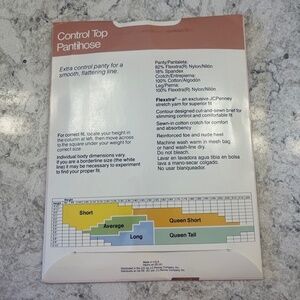 Control Top
Pantihose
Extra control panty for a
smooth, flattering line.
Panty/Pantaleta:
82% Flexxtra(R) Nylon/Nilón
18% Spandex
Crotch/Entrepierna:
100% Cotton/Algodón
Leg/Pierna:
100% Flexxtra(R) Nylon/Nilón
Flexxtra® – an exclusive JCPenney
stretch yarn for superior fit
Contour designed cut-and-sewn brief for
slimming control and comfortable fit
Sewn-in cotton crotch for comfort
and absorbency
Reinforced toe and nude heel
Machine wash warm in mesh bag
or hand wash and line dry.
Do not bleach.
Lavar en lavadora agua tibia en bolsa
lava a mano-secar colgado.
No usar blanqueador.
For correct fit, locate your height in
the column at left, then move across
to the square under your weight for
correct size
Individual body dimensions vary
if you are a borderline size (the white
line) it may be necessary to experiment
to find your proper fit.
Short
Average
Long
Queen Short
Queen Tall